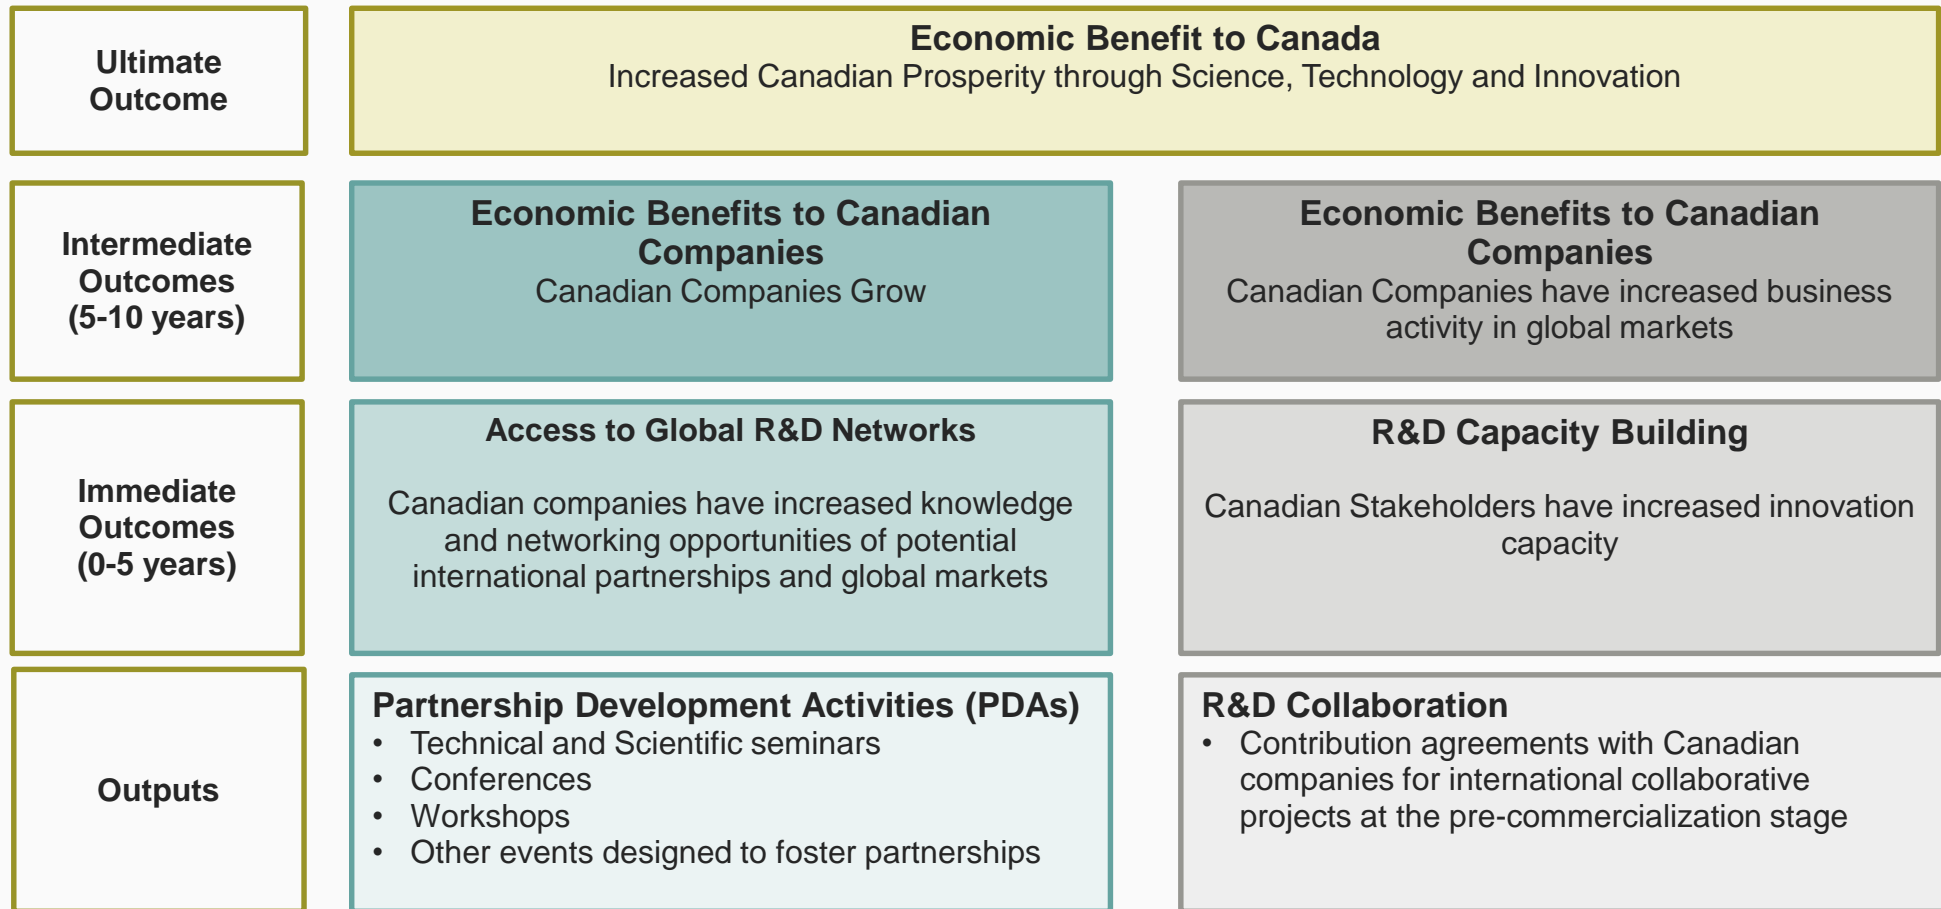 Ultimate
Outcome
Economic Benefit to Canada
Increased Canadian Prosperity through Science, Technology and Innovation
Intermediate
Outcomes
(5-10 years)
Economic Benefits to Canadian
Companies
Canadian Companies Grow
Economic Benefits to Canadian
Companies
Canadian Companies have increased business
activity in global markets
Immediate
Outcomes
(0-5 years)
Access to Global R&D Networks
Canadian companies have increased knowledge
and networking opportunities of potential
international partnerships and global markets
R&D Capacity Building
Canadian Stakeholders have increased innovation
capacity
Outputs
Partnership Development Activities (PDAs)
• Technical and Scientific seminars
• Conferences
• Workshops
• Other events designed to foster partnerships
R&D Collaboration
• Contribution agreements with Canadian
companies for international collaborative
projects at the pre-commercialization stage